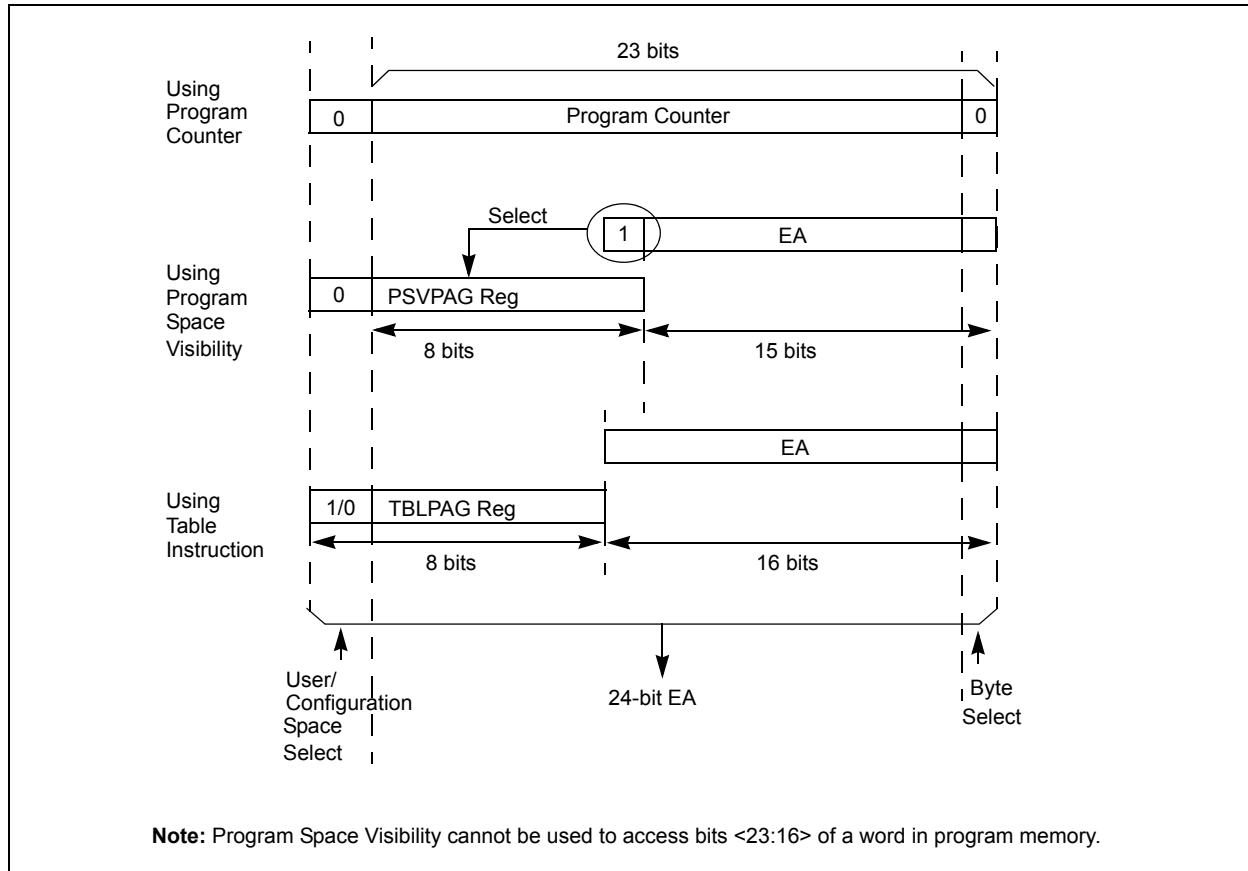 23 bits
Using
Program
Counter
0
Program Counter
0
Select
1
EA
Using
Program
Space
Visibility
0
PSVPAG Reg
8 bits
15 bits
EA
Using
Table
Instruction
1/0
TBLPAG Reg
8 bits
16 bits
User/
Configuration
Space
Select
24-bit EA
Byte
Select
Note: Program Space Visibility cannot be used to access bits <23:16> of a word in program memory.